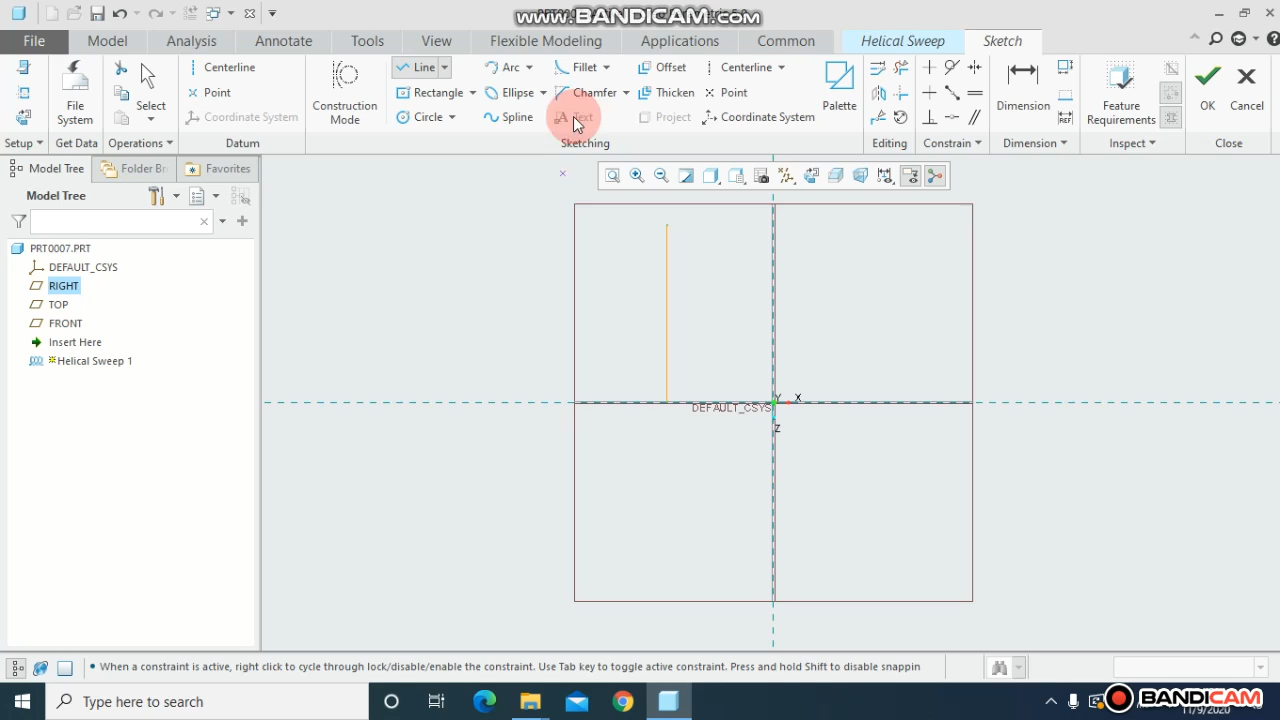 www.BANDICAM.com
File Model Analysis Annotate Tools View Flexible Modeling Applications Common Helical Sweep Sketch
Centerline Line Arc Fillet Offset Centerline
Point Rectangle Ellipse Chamfer Thicken Point
Coordinate System Circle Spline Text Project Coordinate System
File System
Select
Construction Mode
Palette
Dimension
Feature Requirements
OK
Cancel
Setup Get Data Operations Datum Sketching Editing Constrain Dimension Inspect Close
Model Tree Folder Br Favorites
Model Tree
PRT0007.PRT
DEFAULT_CSYS
RIGHT
TOP
FRONT
Insert Here
Helical Sweep 1
Y X
DEFAULT_CSYS
Z
When a constraint is active, right click to cycle through lock/disable/enable the constraint. Use Tab key to toggle active constraint. Press and hold Shift to disable snappin
Type here to search
BANDICAM
11/9/2020